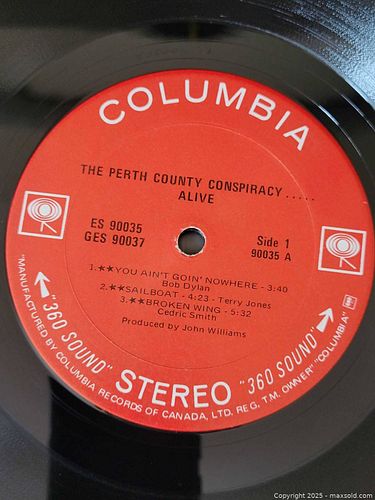 COLUMBIA
THE PERTH COUNTY CONSPIRACY.....
ALIVE
ES 90035
GES 90037
Side 1
90035 A
1.★★YOU AIN'T GOIN' NOWHERE - 3:40
Bob Dylan
2.★★SAILBOAT - 4:23 - Terry Jones
3.★★BROKEN WING - 5:32
Cedric Smith
Produced by John Williams
"360 SOUND" STEREO "360 SOUND"
"MANUFACTURED BY COLUMBIA RECORDS OF CANADA, LTD. REG. T.M. OWNER" "COLUMBIA"
Copyright 2025 - maxsold.com